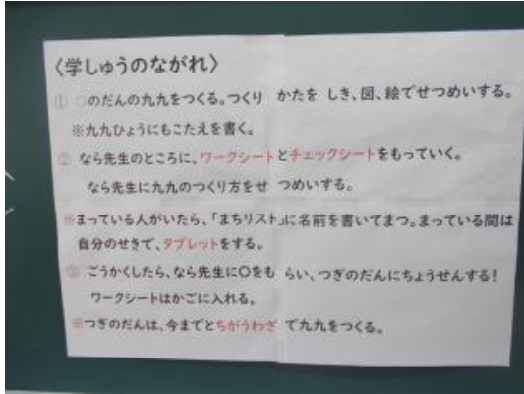 〈学しゅうのながれ〉
① ○のだんの九九をつくる。つくり かたを しき、図、絵でせつめいする。
※九九ひょうにもこたえを書く。
② なら先生のところに、ワークシートとチェックシートをもっていく。
なら先生に九九のつくり方をせ つめいする。
※まっている人がいたら、「まちリスト」に名前を書いてまつ。まっている間は
自分のせきで、タブレットをする。
③ ごうかくしたら、なら先生に○をも らい、つぎのだんにちょうせんする！
ワークシートはかごに入れる。
※つぎのだんは、今までとちがうわざ で九九をつくる。